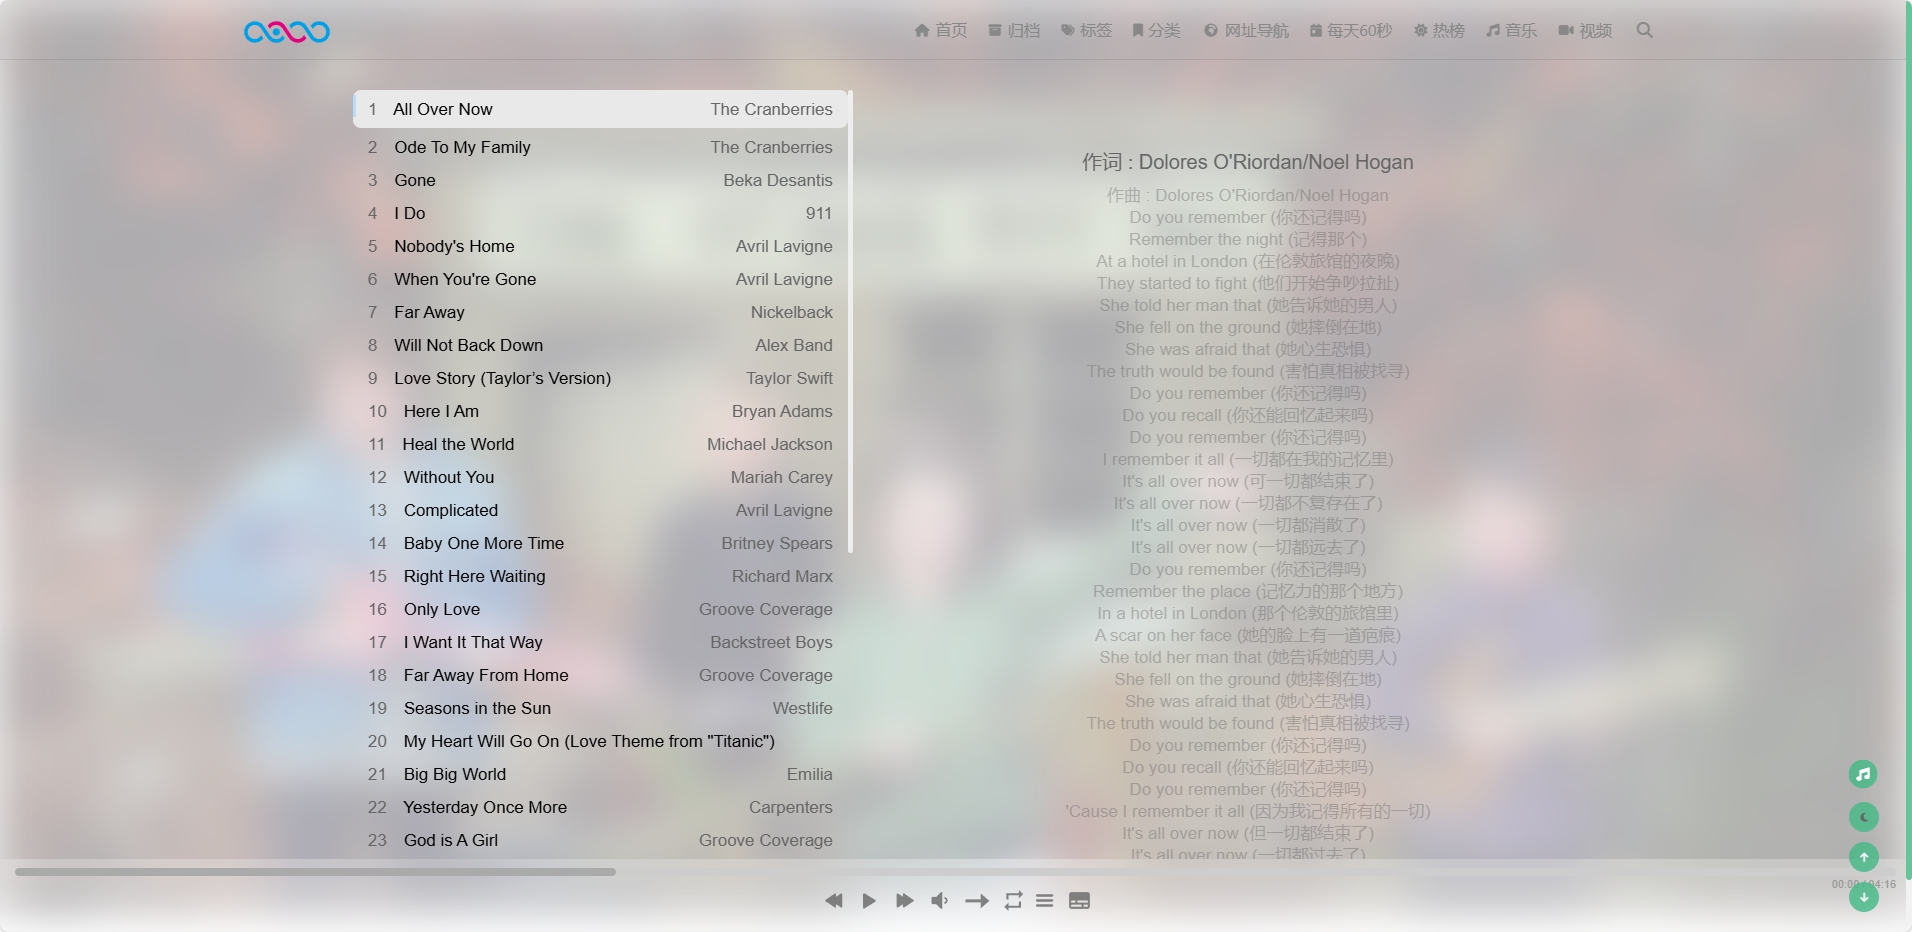 首页 归档 标签 分类 网址导航 每天60秒 热榜 音乐 视频
1 All Over Now The Cranberries
2 Ode To My Family The Cranberries
3 Gone Beka Desantis
4 I Do 911
5 Nobody's Home Avril Lavigne
6 When You're Gone Avril Lavigne
7 Far Away Nickelback
8 Will Not Back Down Alex Band
9 Love Story (Taylor’s Version) Taylor Swift
10 Here I Am Bryan Adams
11 Heal the World Michael Jackson
12 Without You Mariah Carey
13 Complicated Avril Lavigne
14 Baby One More Time Britney Spears
15 Right Here Waiting Richard Marx
16 Only Love Groove Coverage
17 I Want It That Way Backstreet Boys
18 Far Away From Home Groove Coverage
19 Seasons in the Sun Westlife
20 My Heart Will Go On (Love Theme from "Titanic")
21 Big Big World Emilia
22 Yesterday Once More Carpenters
23 God is A Girl Groove Coverage
作词 : Dolores O'Riordan/Noel Hogan
作曲 : Dolores O'Riordan/Noel Hogan
Do you remember (你还记得吗)
Remember the night (记得那个)
At a hotel in London (在伦敦旅馆的夜晚)
They started to fight (他们开始争吵拉扯)
She told her man that (她告诉她的男人)
She fell on the ground (她摔倒在地)
She was afraid that (她心生恐惧)
The truth would be found (害怕真相被找寻)
Do you remember (你还记得吗)
Do you recall (你还能回忆起来吗)
Do you remember (你还记得吗)
I remember it all (一切都在我的记忆里)
It's all over now (可一切都结束了)
It's all over now (一切都不复存在了)
It's all over now (一切都消散了)
It's all over now (一切都远去了)
Do you remember (你还记得吗)
Remember the place (记忆力的那个地方)
In a hotel in London (那个伦敦的旅馆里)
A scar on her face (她的脸上有一道疤痕)
She told her man that (她告诉她的男人)
She fell on the ground (她摔倒在地)
She was afraid that (她心生恐惧)
The truth would be found (害怕真相被找寻)
Do you remember (你还记得吗)
Do you recall (你还能回忆起来吗)
Do you remember (你还记得吗)
'Cause I remember it all (因为我记得所有的一切)
It's all over now (但一切都结束了)
It's all over now (一切都过去了)
04:16